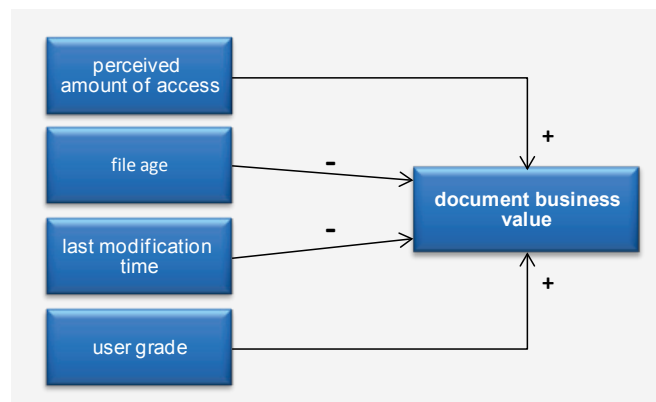 perceived
amount of access
+
file age
-
document business
value
last modification
time
-
+
user grade